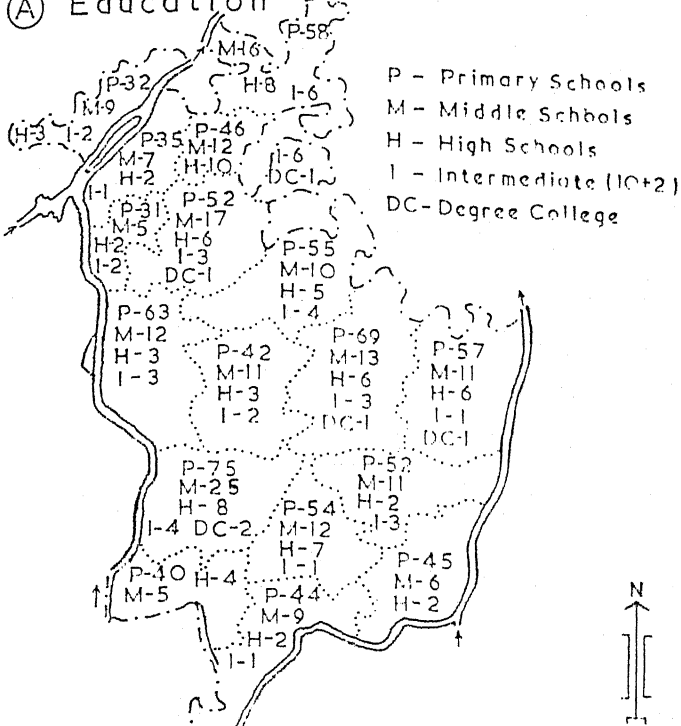 A Education
P-58
M-16
P-32
H-8
I-6
M-9
H-3 I-2
P - Primary Schools
M - Middle Schools
H - High Schools
I - Intermediate (10+2)
DC-Degree College
P-35
M-7
H-2
I-1
P-46
M-12
H-10
I-6
DC-1
P-31
M-5
H-2
I-2
P-52
M-17
H-6
I-3
DC-1
P-55
M-10
H-5
I-4
P-63
M-12
H-3
I-3
P-42
M-11
H-3
I-2
P-69
M-13
H-6
I-3
DC-1
P-57
M-11
H-6
I-1
DC-1
P-75
M-25
H-8
I-4 DC-2
P-52
M-11
H-2
I-3
P-54
M-12
H-7
I-1
P-40 H-4
M-5
P-44
M-9
H-2
I-1
P-45
M-6
H-2
N